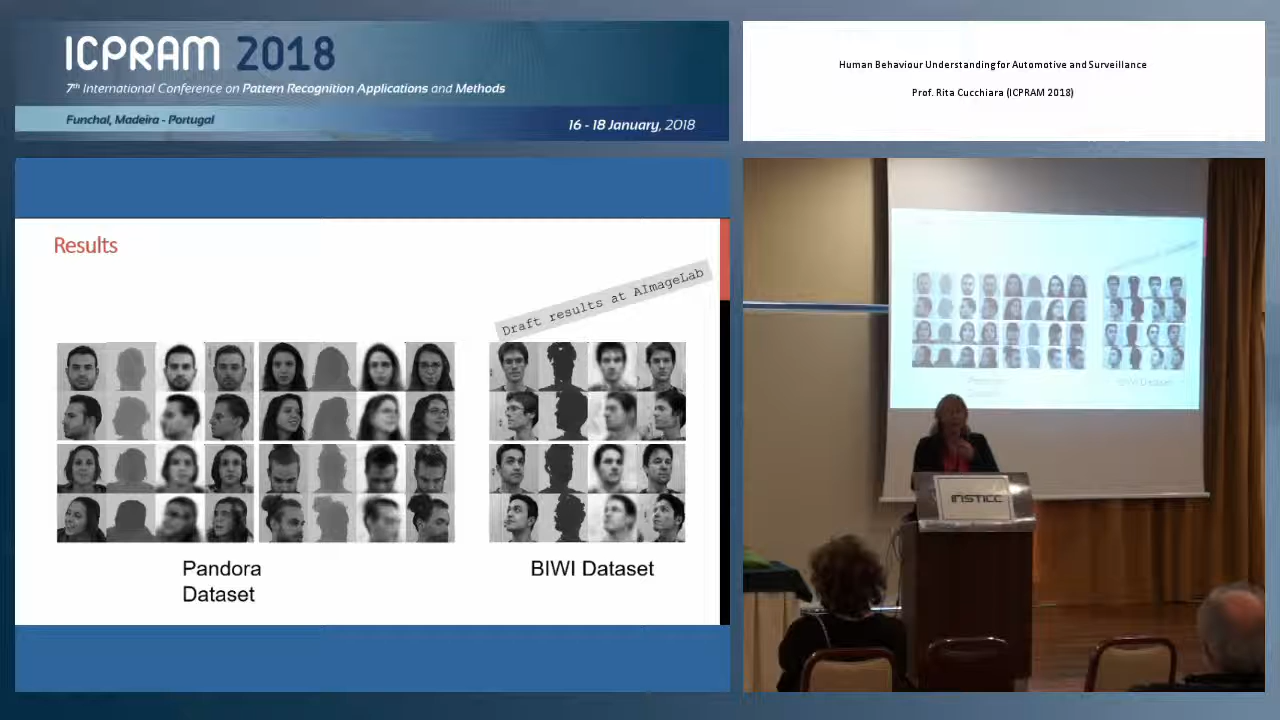 ICPRAM 2018
7th International Conference on Pattern Recognition Applications and Methods
Funchal, Madeira - Portugal
16 - 18 January, 2018
Human Behaviour Understanding for Automotive and Surveillance
Prof. Rita Cucchiara (ICPRAM 2018)
Results
Draft results at AImageLab
Pandora
Dataset
BIWI Dataset
BIWI Dataset
INSTICC